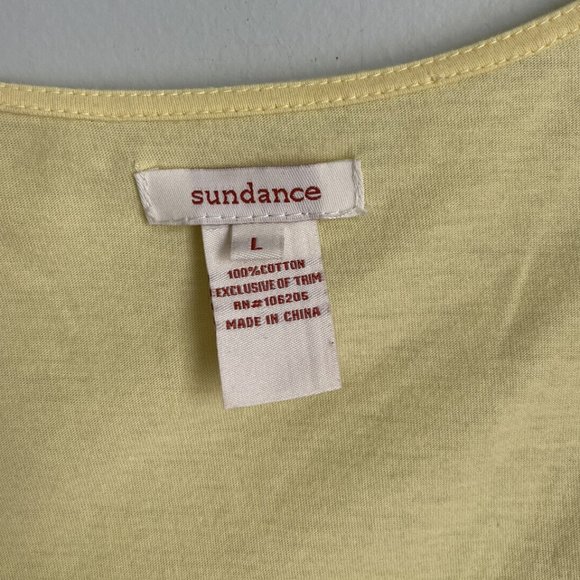 sundance
L
100%COTTON
EXCLUSIVE OF TRIM
RN#106205
MADE IN CHINA